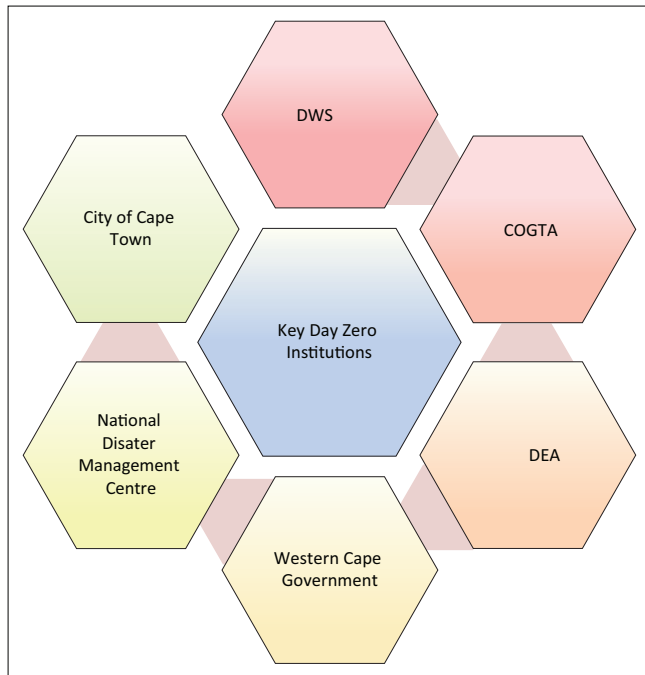 DWS
COGTA
DEA
Western Cape
Government
National
Disater
Management
Centre
City of Cape
Town
Key Day Zero
Institutions